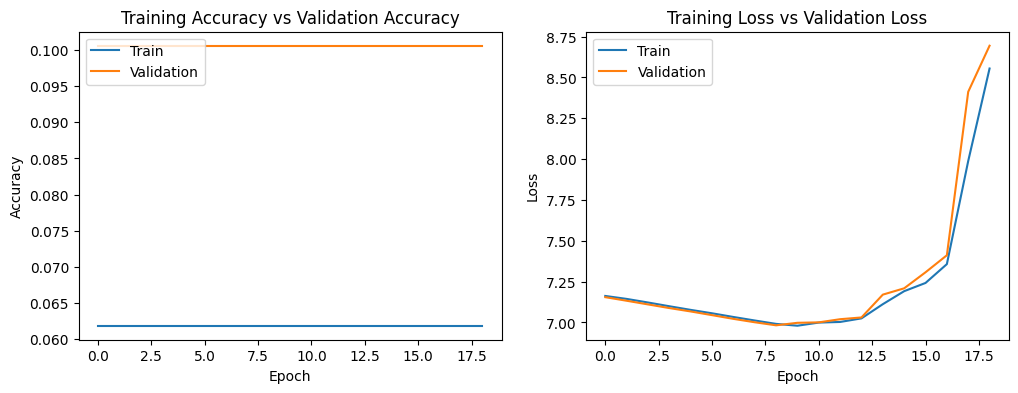 Training Accuracy vs Validation Accuracy
0.100
0.095
0.090
0.085
0.080
0.075
0.070
0.065
0.060
Accuracy
Train
Validation
0.0 2.5 5.0 7.5 10.0 12.5 15.0 17.5
Epoch
Training Loss vs Validation Loss
8.75
8.50
8.25
8.00
7.75
7.50
7.25
7.00
Loss
Train
Validation
0.0 2.5 5.0 7.5 10.0 12.5 15.0 17.5
Epoch